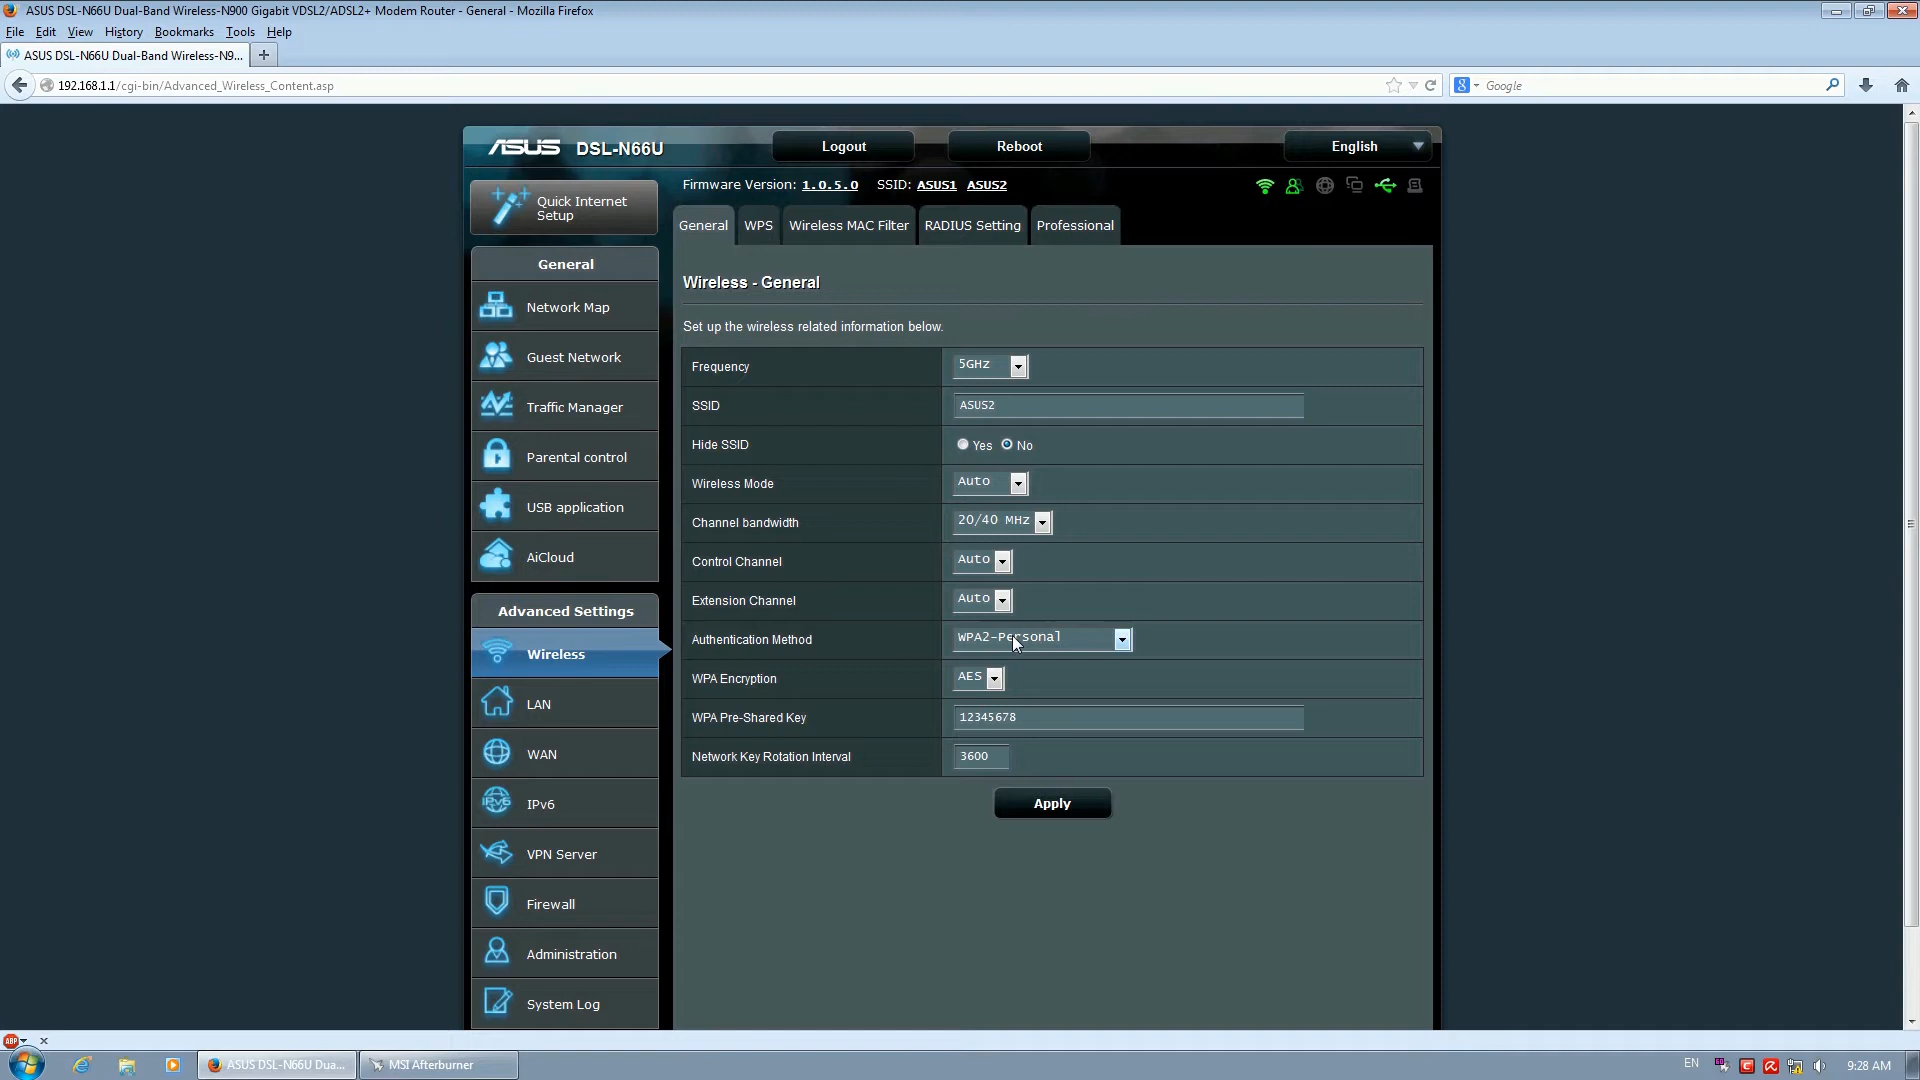 ASUS DSL-N66U Dual-Band Wireless-N900 Gigabit VDSL2/ADSL2+ Modem Router - General - Mozilla Firefox
File Edit View History Bookmarks Tools Help
ASUS DSL-N66U Dual-Band Wireless-N9...
192.168.1.1/cgi-bin/Advanced_Wireless_Content.asp
Google
ASUS DSL-N66U
Logout
Reboot
English
Quick Internet
Setup
Firmware Version: 1.0.5.0 SSID: ASUS1 ASUS2
General
WPS
Wireless MAC Filter
RADIUS Setting
Professional
General
Network Map
Guest Network
Traffic Manager
Parental control
USB application
AiCloud
Advanced Settings
Wireless
LAN
WAN
IPv6
VPN Server
Firewall
Administration
System Log
Wireless - General
Set up the wireless related information below.
Frequency 5GHz
SSID ASUS2
Hide SSID Yes No
Wireless Mode Auto
Channel bandwidth 20/40 MHz
Control Channel Auto
Extension Channel Auto
Authentication Method WPA2-Personal
WPA Encryption AES
WPA Pre-Shared Key 12345678
Network Key Rotation Interval 3600
Apply
ABP
ASUS DSL-N66U Dua...
MSI Afterburner
EN
9:28 AM